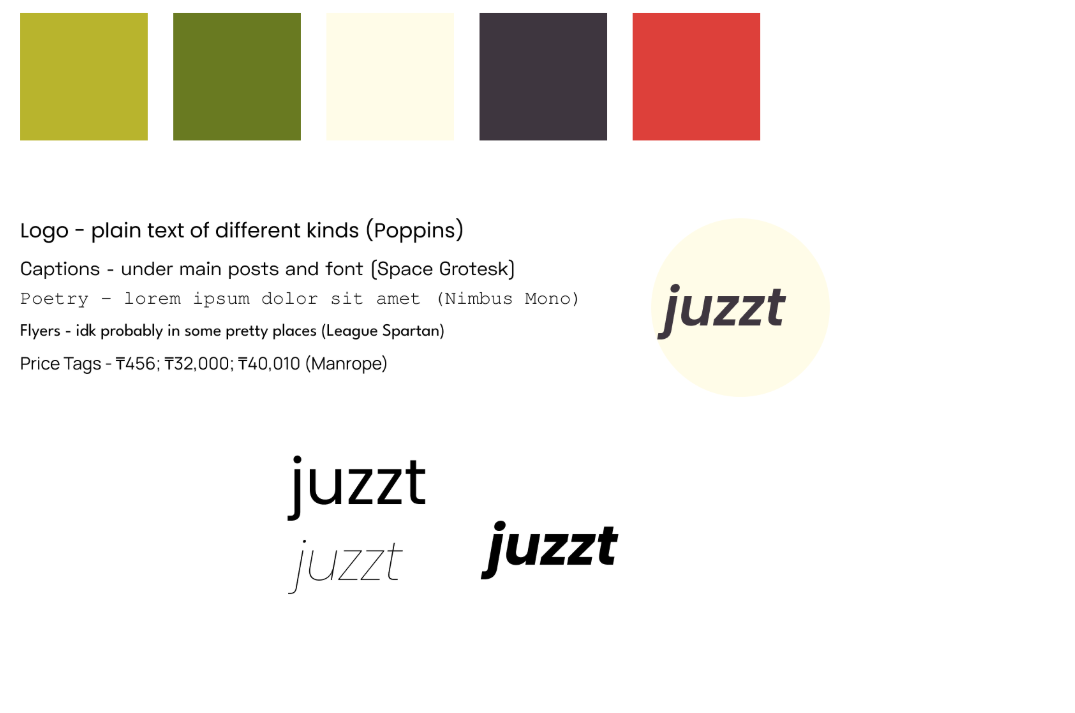 Logo - plain text of different kinds (Poppins)
Captions - under main posts and font (Space Grotesk)
Poetry - lorem ipsum dolor sit amet (Nimbus Mono)
Flyers - idk probably in some pretty places (League Spartan)
Price Tags - ₸456; ₸32,000; ₸40,010 (Manrope)
juzzt
juzzt
juzzt
juzzt